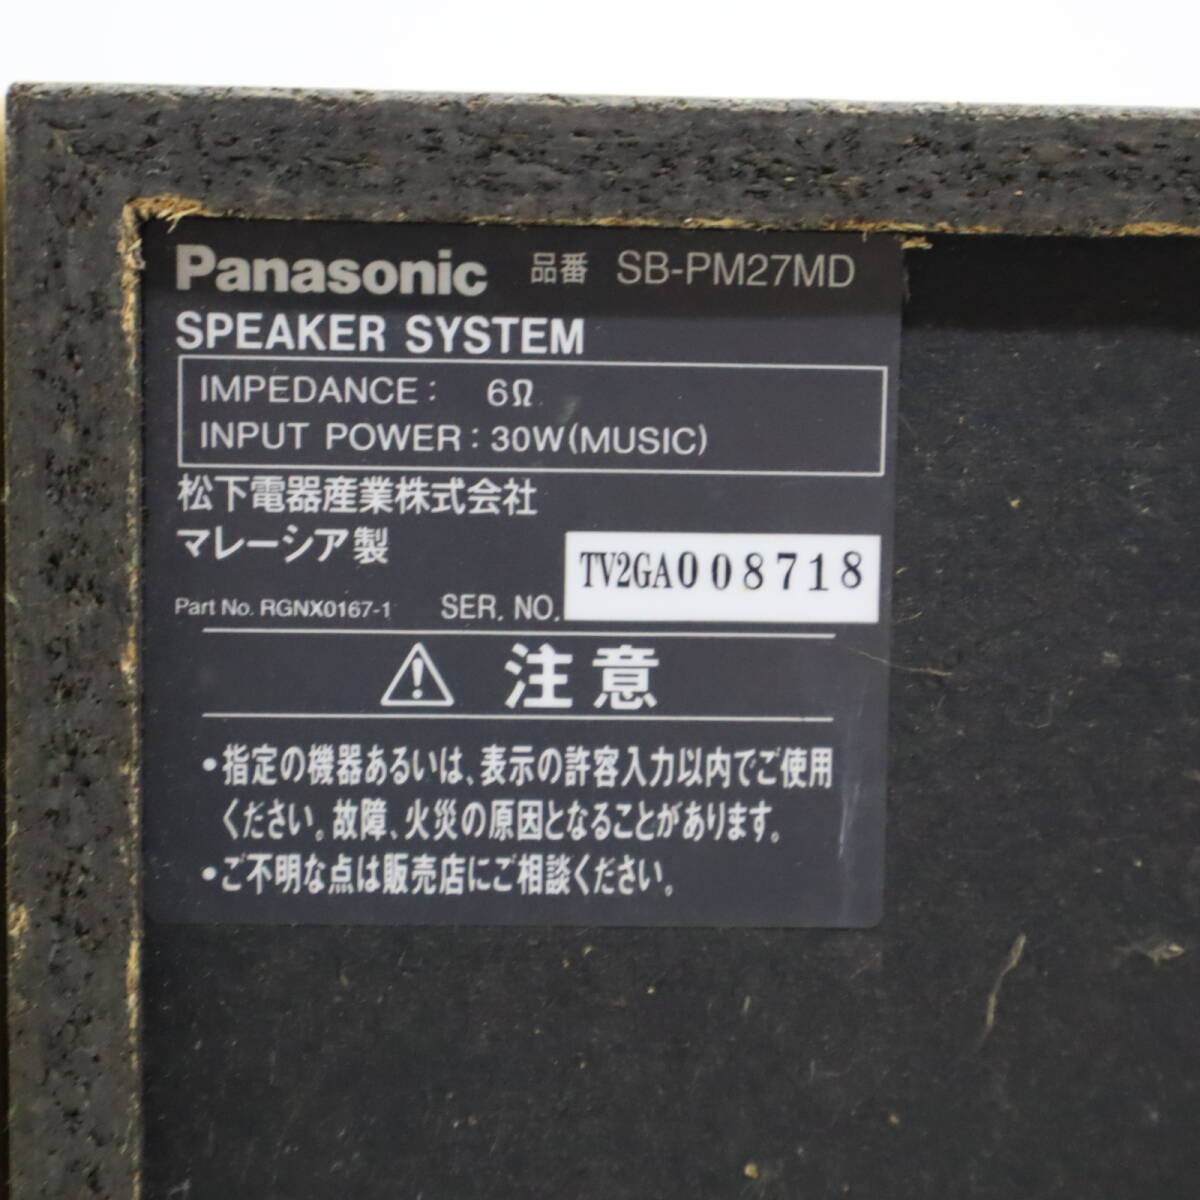 Panasonic 品番 SB-PM27MD
SPEAKER SYSTEM
IMPEDANCE: 6Ω
INPUT POWER: 30W(MUSIC)
松下電器産業株式会社
マレーシア製
Part No. RGNX0167-1 SER. NO. TV2GA008718
注意
•指定の機器あるいは、表示の許容入力以内でご使用
ください。故障、火災の原因となることがあります。
•ご不明な点は販売店にご相談ください。